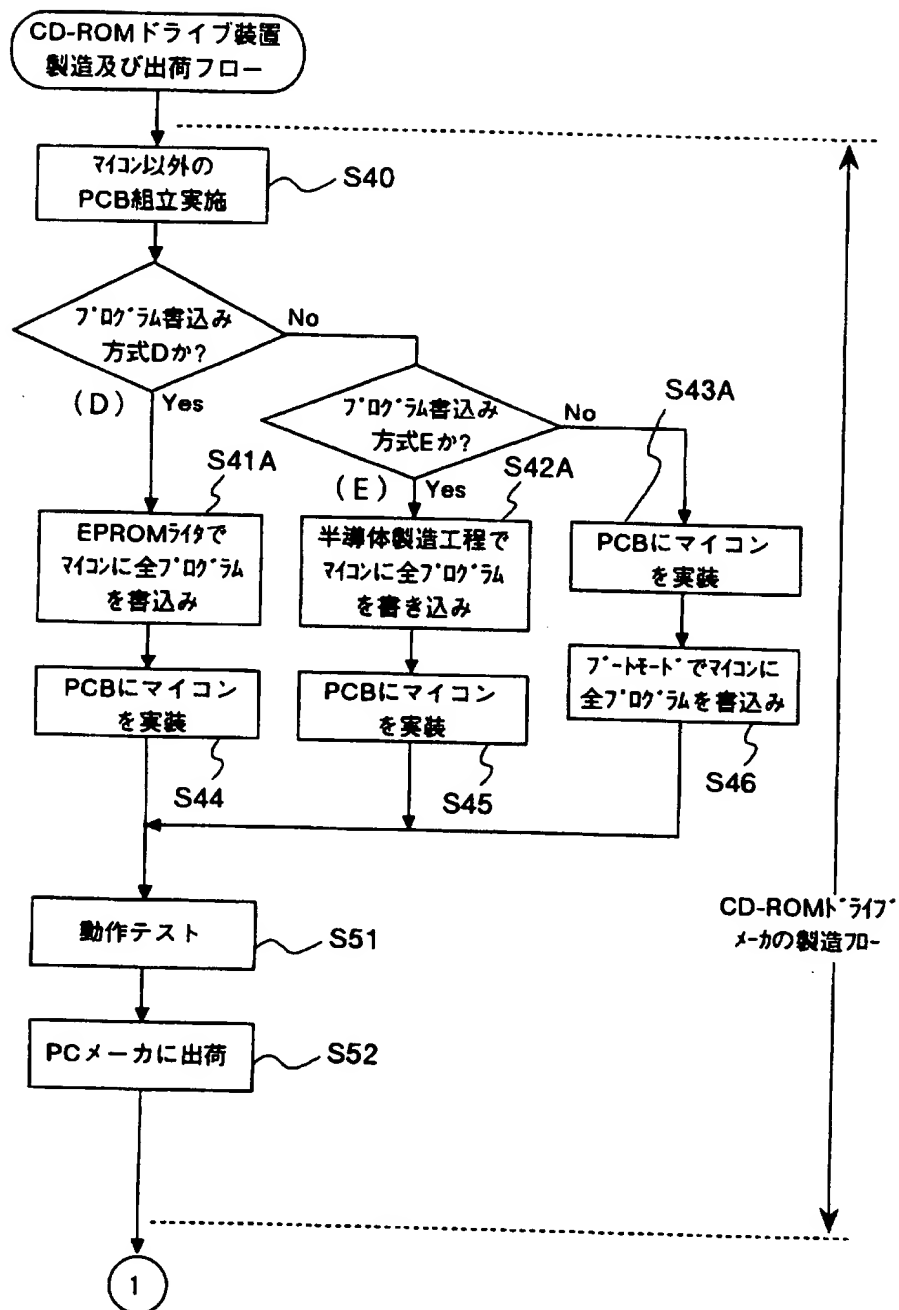 CD-ROMドライブ装置
製造及び出荷フロー
ﾏｲｺﾝ以外の
PCB組立実施
S40
ﾌﾟﾛｸﾞﾗﾑ書込み
方式Dか?
No
(D)
Yes
ﾌﾟﾛｸﾞﾗﾑ書込み
方式Eか?
No
(E)
Yes
S43A
S41A
EPROMﾗｲﾀで
ﾏｲｺﾝに全ﾌﾟﾛｸﾞﾗﾑ
を書込み
S42A
半導体製造工程で
ﾏｲｺﾝに全ﾌﾟﾛｸﾞﾗﾑ
を書き込み
PCBにマイコン
を実装
PCBにマイコン
を実装
S44
PCBにマイコン
を実装
S45
ﾌﾞｰﾄﾓｰﾄﾞでﾏｲｺﾝに
全ﾌﾟﾛｸﾞﾗﾑを書込み
S46
動作テスト
S51
PCメーカに出荷
S52
CD-ROMﾄﾞﾗｲﾌﾞ
ﾒｰｶの製造ﾌﾛｰ
1